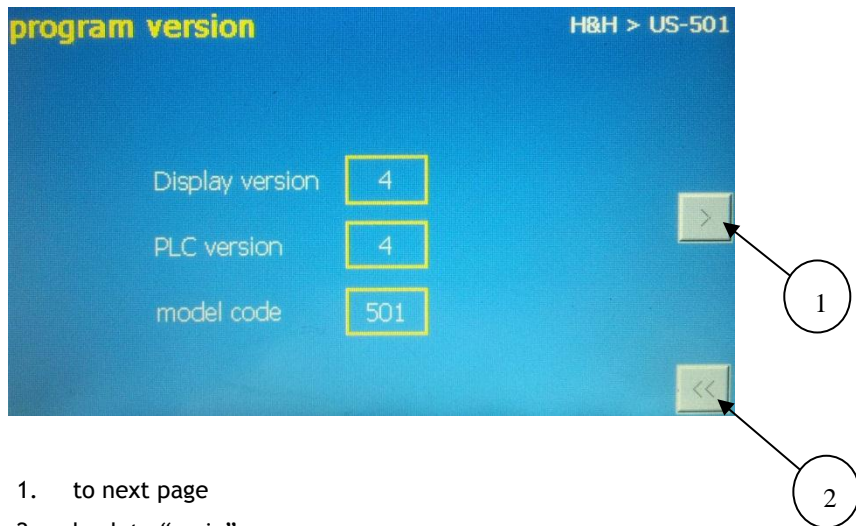 program version
H&H > US-501
Display version 4
PLC version 4
model code 501
>
<<
1
2
1. to next page
2.